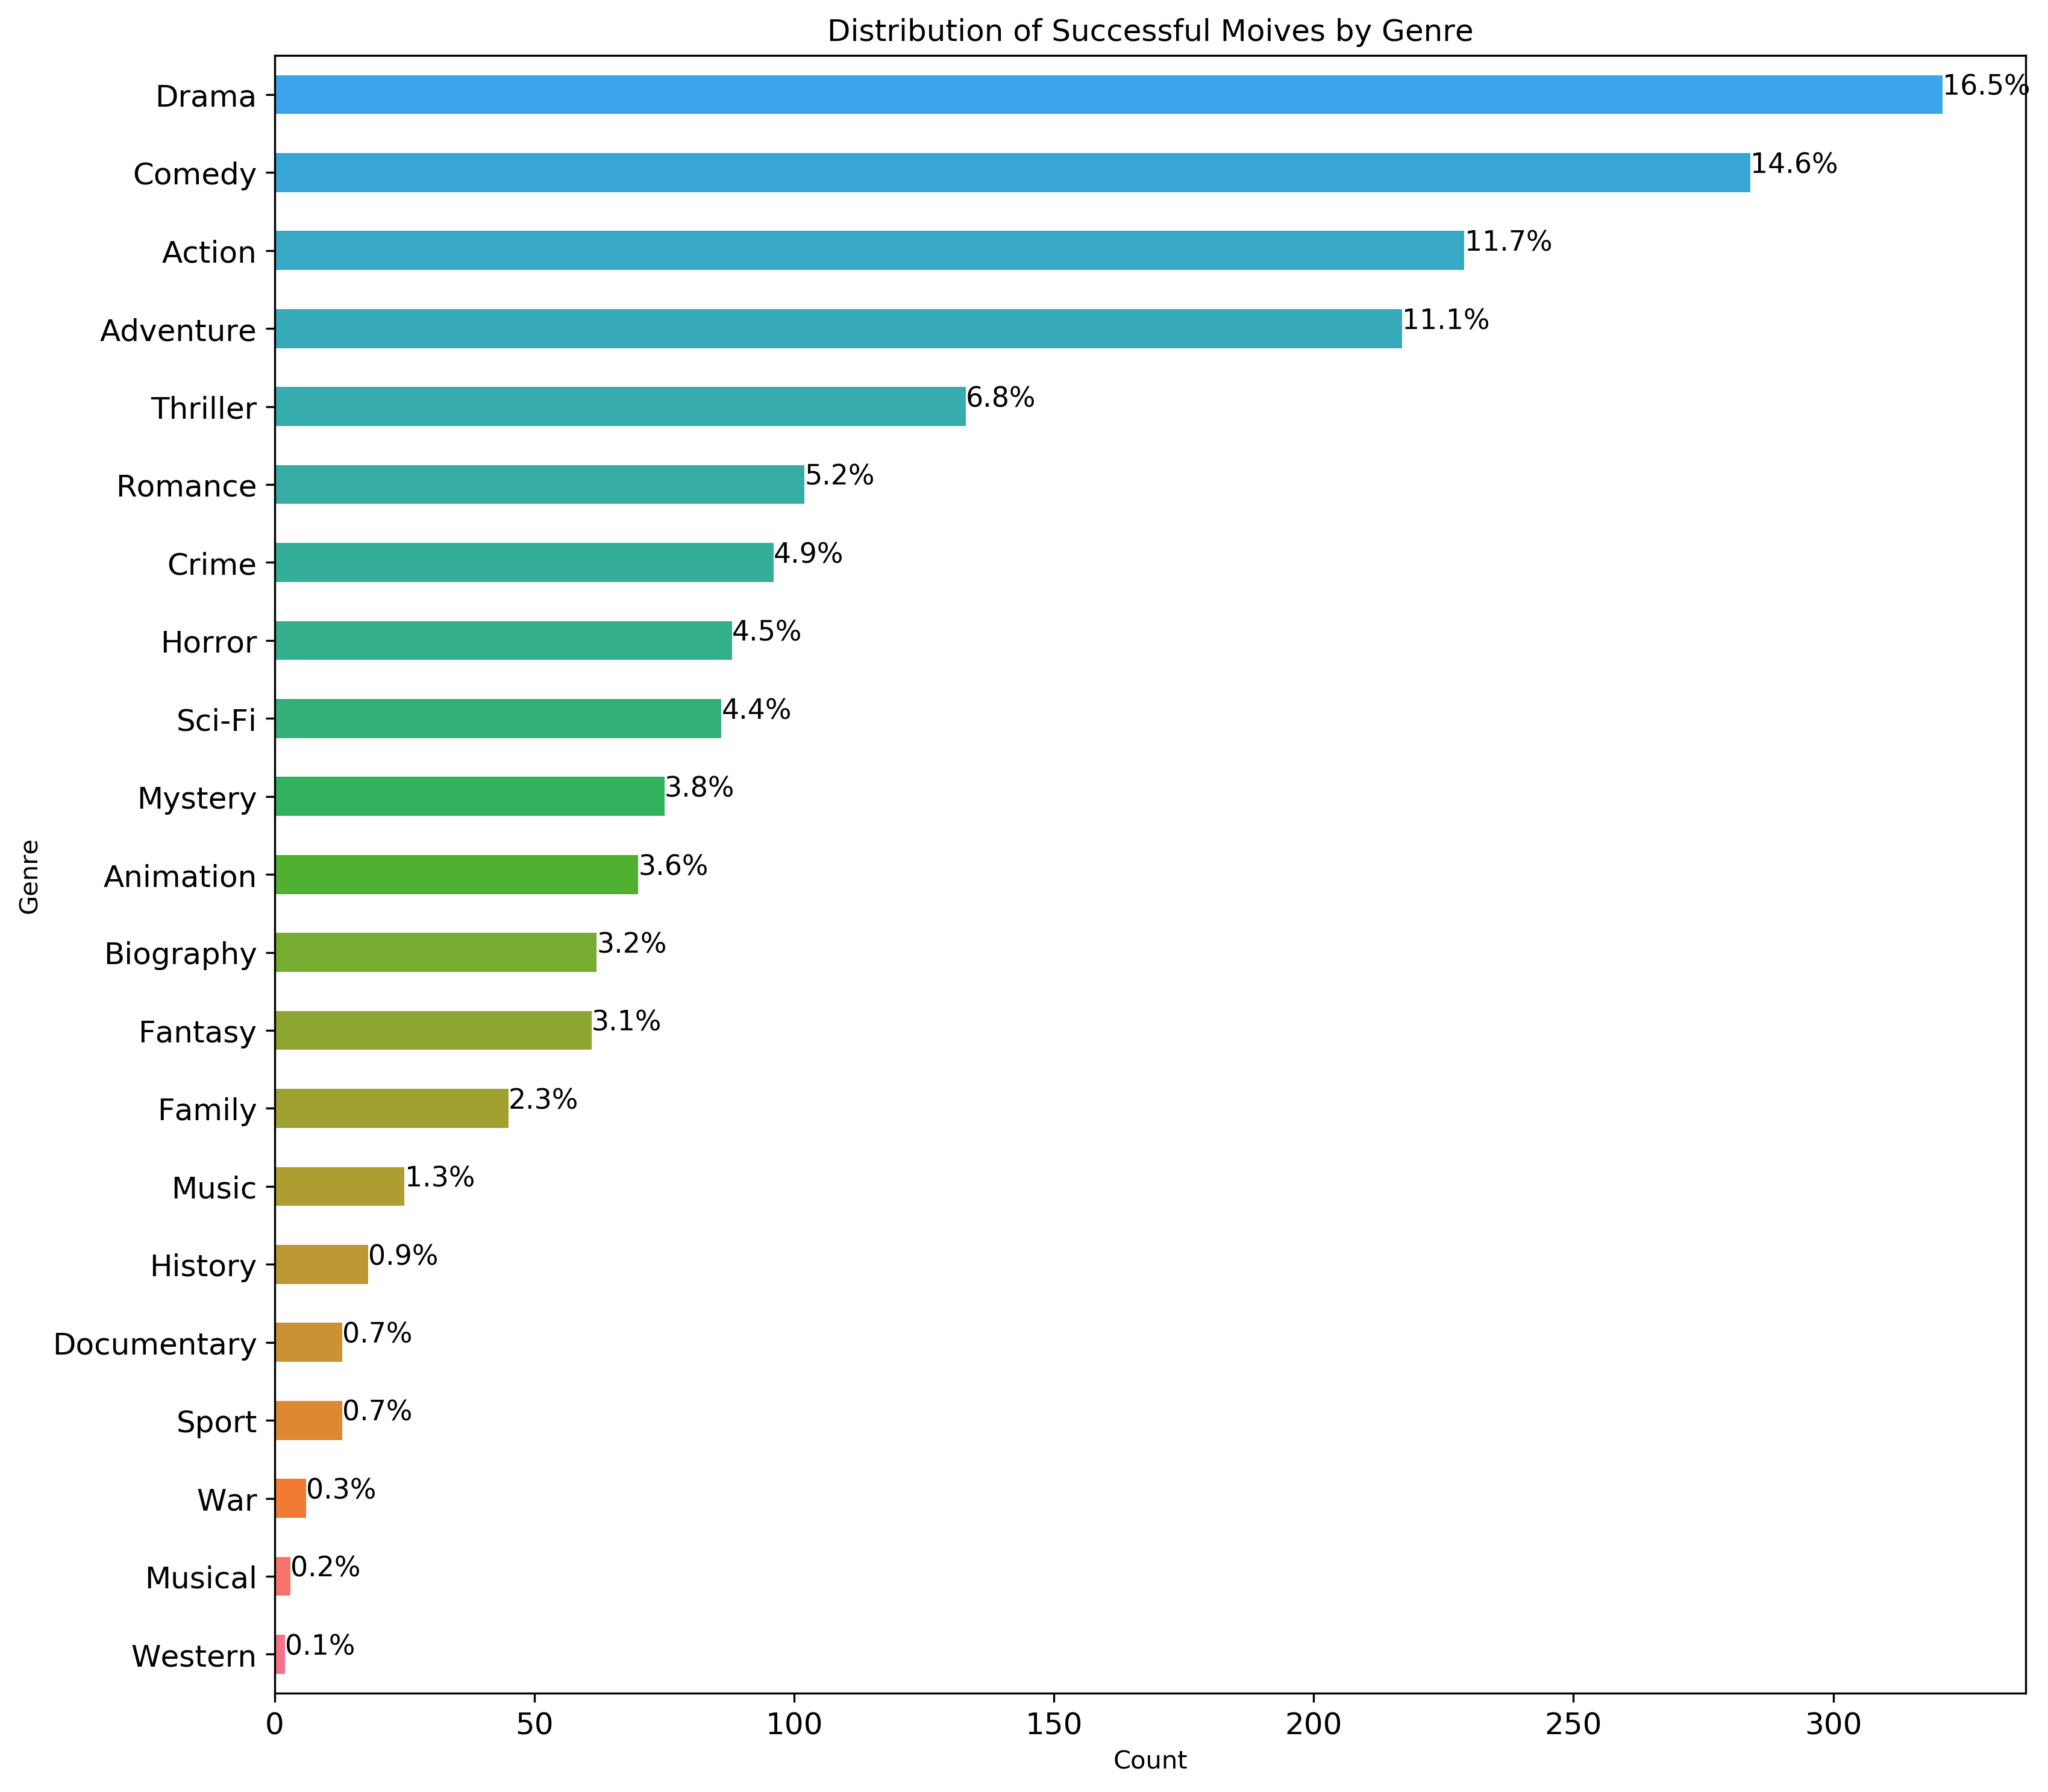 Distribution of Successful Moives by Genre
Drama 16.5%
Comedy 14.6%
Action 11.7%
Adventure 11.1%
Thriller 6.8%
Romance 5.2%
Crime 4.9%
Horror 4.5%
Sci-Fi 4.4%
Mystery 3.8%
Animation 3.6%
Biography 3.2%
Fantasy 3.1%
Family 2.3%
Music 1.3%
History 0.9%
Documentary 0.7%
Sport 0.7%
War 0.3%
Musical 0.2%
Western 0.1%
Genre
0 50 100 150 200 250 300
Count